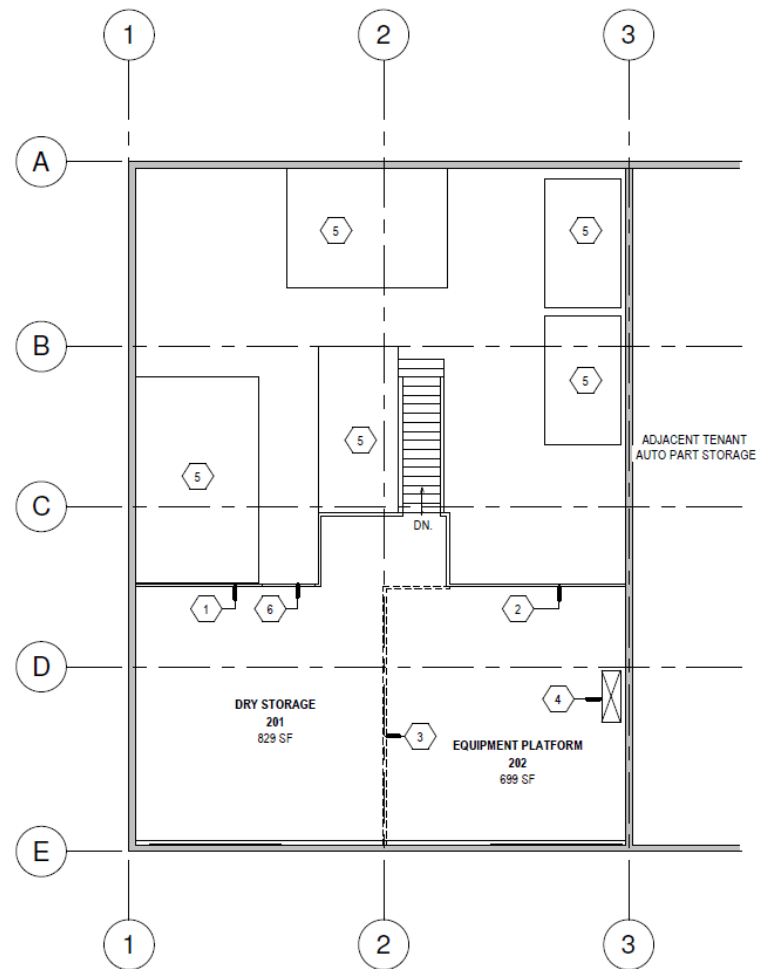 1
2
3
A
5
5
B
5
5
ADJACENT TENANT
AUTO PART STORAGE
5
C
DN.
1
6
2
D
4
DRY STORAGE
201
829 SF
3
EQUIPMENT PLATFORM
202
699 SF
E
1
2
3